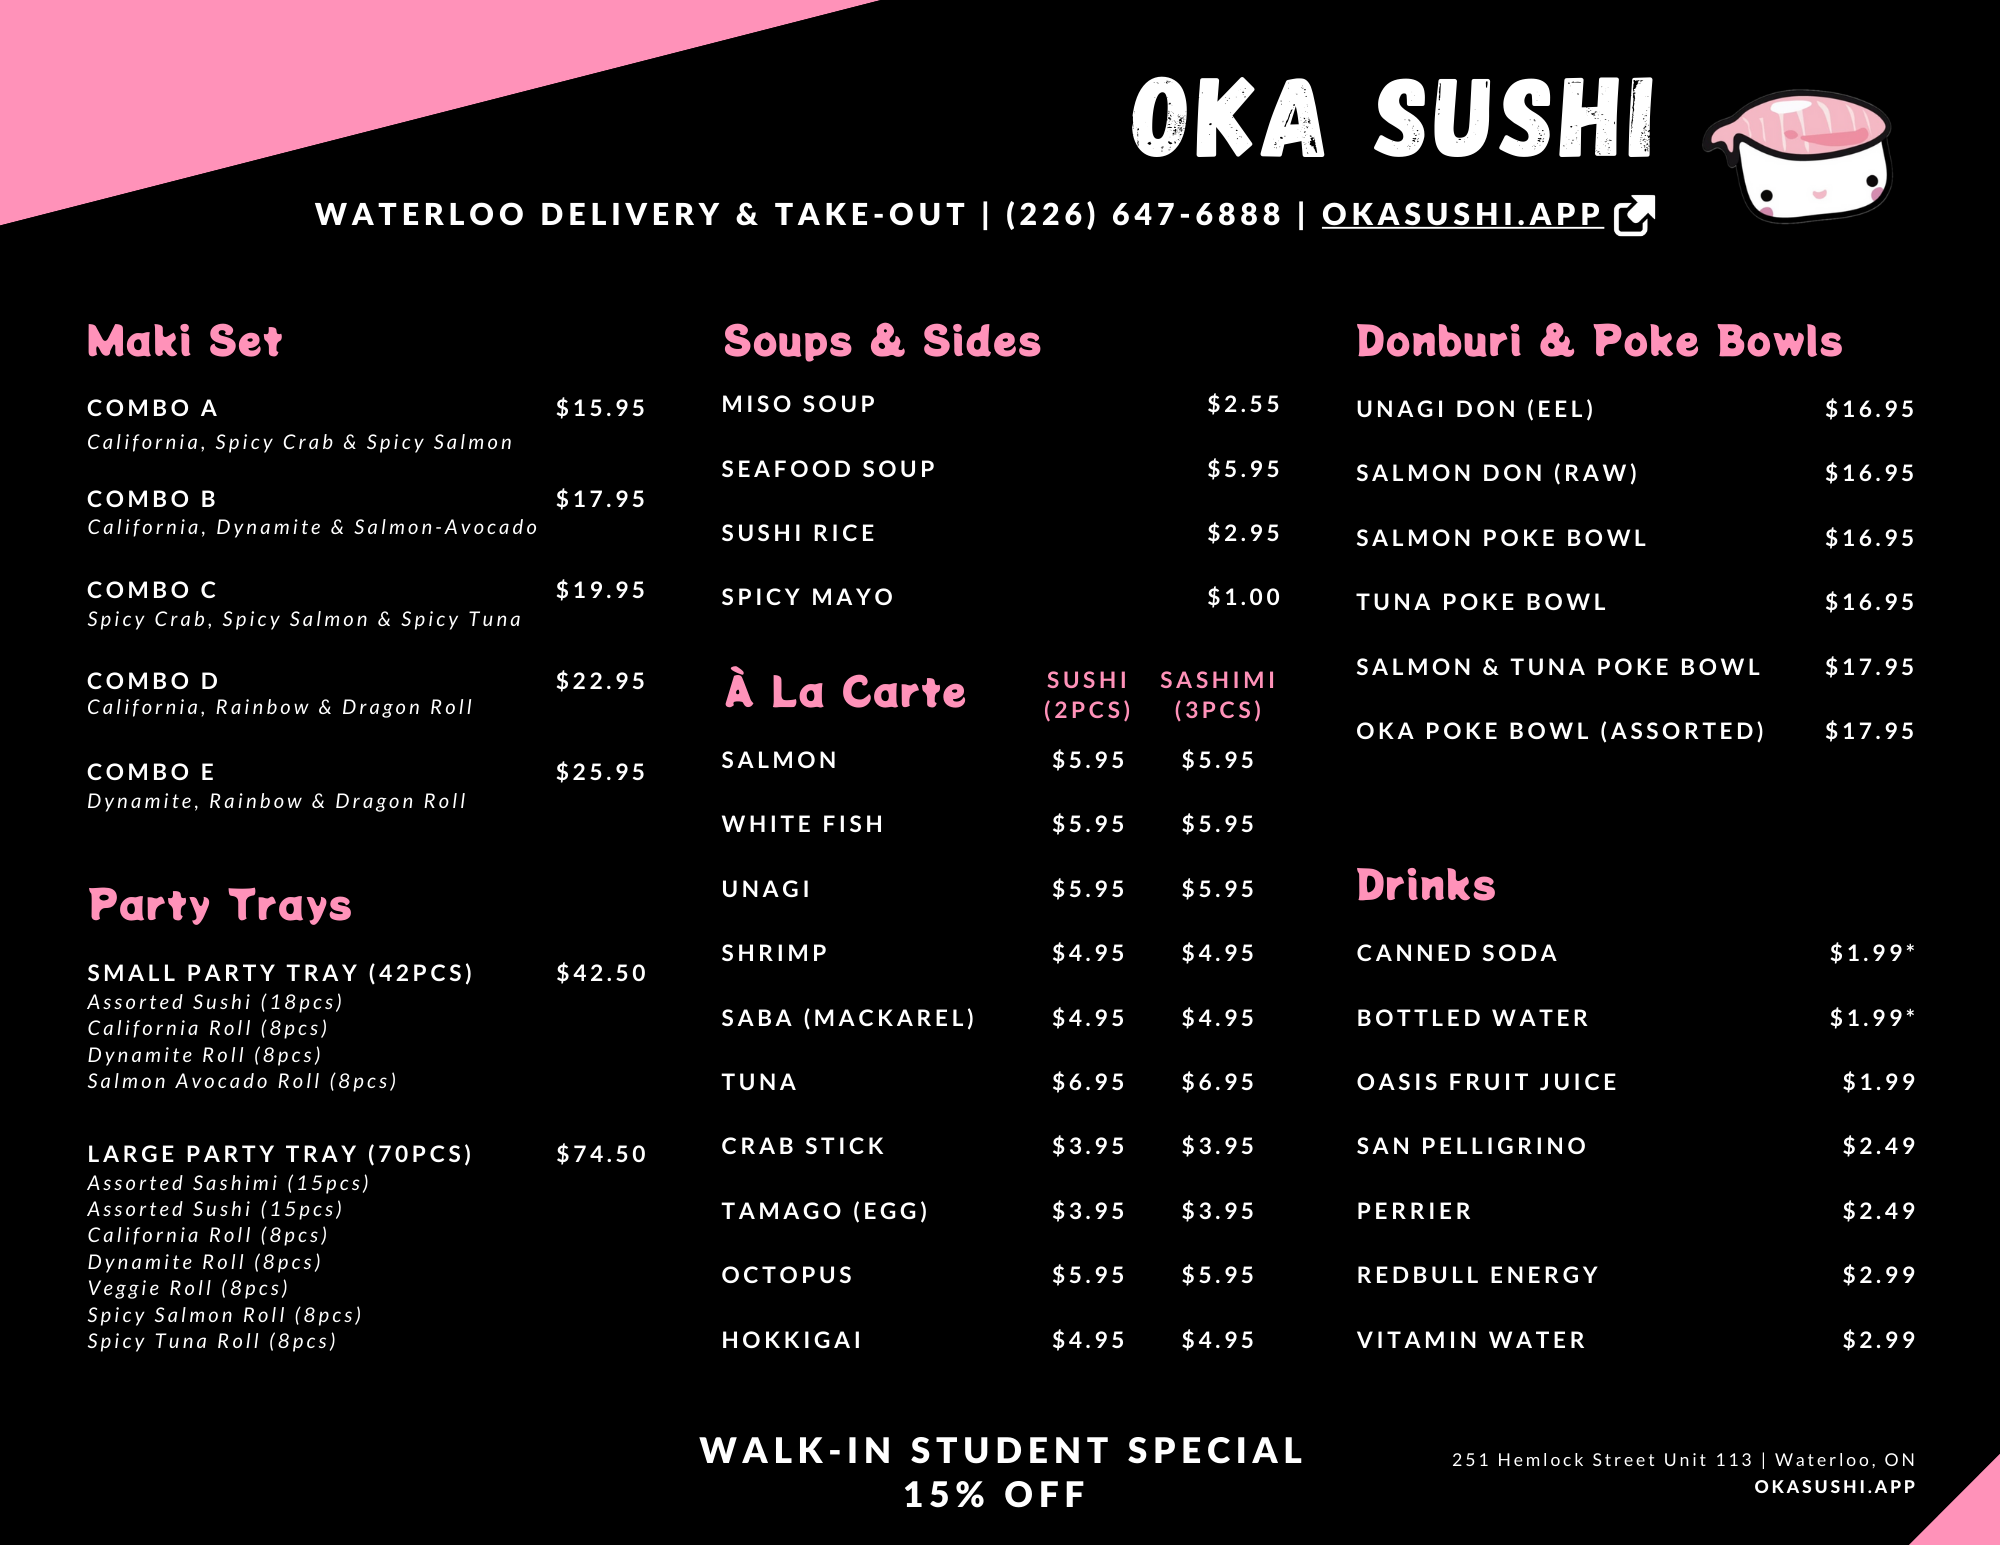 OKA SUSHI
WATERLOO DELIVERY & TAKE-OUT | (226) 647-6888 | OKASUSHI.APP
Maki Set
COMBO A $15.95
California, Spicy Crab & Spicy Salmon
COMBO B $17.95
California, Dynamite & Salmon-Avocado
COMBO C $19.95
Spicy Crab, Spicy Salmon & Spicy Tuna
COMBO D $22.95
California, Rainbow & Dragon Roll
COMBO E $25.95
Dynamite, Rainbow & Dragon Roll
Party Trays
SMALL PARTY TRAY (42PCS) $42.50
Assorted Sushi (18pcs)
California Roll (8pcs)
Dynamite Roll (8pcs)
Salmon Avocado Roll (8pcs)
LARGE PARTY TRAY (70PCS) $74.50
Assorted Sashimi (15pcs)
Assorted Sushi (15pcs)
California Roll (8pcs)
Dynamite Roll (8pcs)
Veggie Roll (8pcs)
Spicy Salmon Roll (8pcs)
Spicy Tuna Roll (8pcs)
Soups & Sides
MISO SOUP $2.55
SEAFOOD SOUP $5.95
SUSHI RICE $2.95
SPICY MAYO $1.00
À La Carte
SUSHI SASHIMI
(2PCS) (3PCS)
SALMON $5.95 $5.95
WHITE FISH $5.95 $5.95
UNAGI $5.95 $5.95
SHRIMP $4.95 $4.95
SABA (MACKAREL) $4.95 $4.95
TUNA $6.95 $6.95
CRAB STICK $3.95 $3.95
TAMAGO (EGG) $3.95 $3.95
OCTOPUS $5.95 $5.95
HOKKIGAI $4.95 $4.95
Donburi & Poke Bowls
UNAGI DON (EEL) $16.95
SALMON DON (RAW) $16.95
SALMON POKE BOWL $16.95
TUNA POKE BOWL $16.95
SALMON & TUNA POKE BOWL $17.95
OKA POKE BOWL (ASSORTED) $17.95
Drinks
CANNED SODA $1.99*
BOTTLED WATER $1.99*
OASIS FRUIT JUICE $1.99
SAN PELLIGRINO $2.49
PERRIER $2.49
REDBULL ENERGY $2.99
VITAMIN WATER $2.99
WALK-IN STUDENT SPECIAL
15% OFF
251 Hemlock Street Unit 113 | Waterloo, ON
OKASUSHI.APP